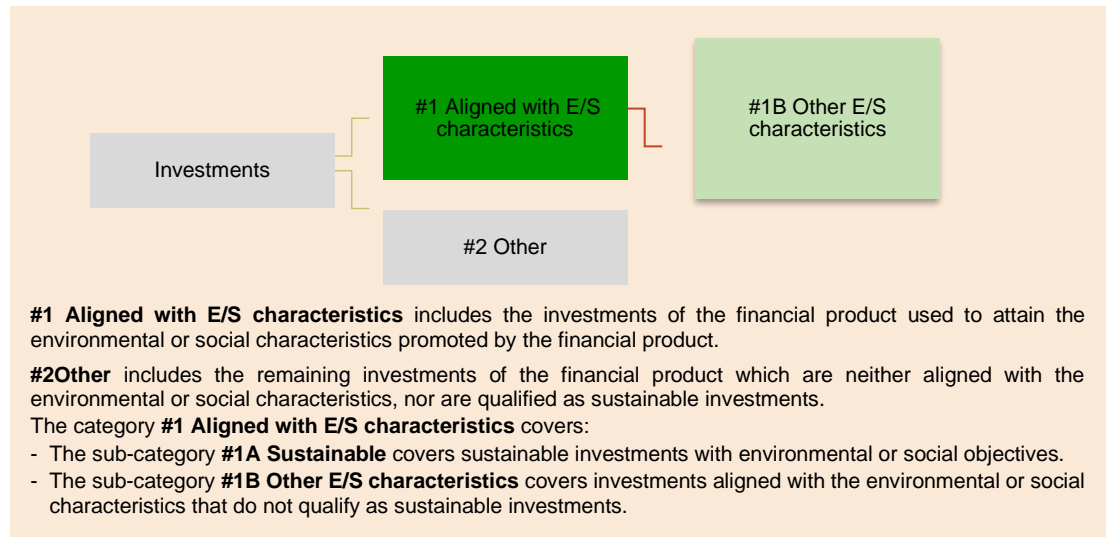 #1 Aligned with E/S
characteristics
#1B Other E/S
characteristics
Investments
#2 Other
#1 Aligned with E/S characteristics includes the investments of the financial product used to attain the
environmental or social characteristics promoted by the financial product.
#2Other includes the remaining investments of the financial product which are neither aligned with the
environmental or social characteristics, nor are qualified as sustainable investments.
The category #1 Aligned with E/S characteristics covers:
- The sub-category #1A Sustainable covers sustainable investments with environmental or social objectives.
- The sub-category #1B Other E/S characteristics covers investments aligned with the environmental or social
characteristics that do not qualify as sustainable investments.